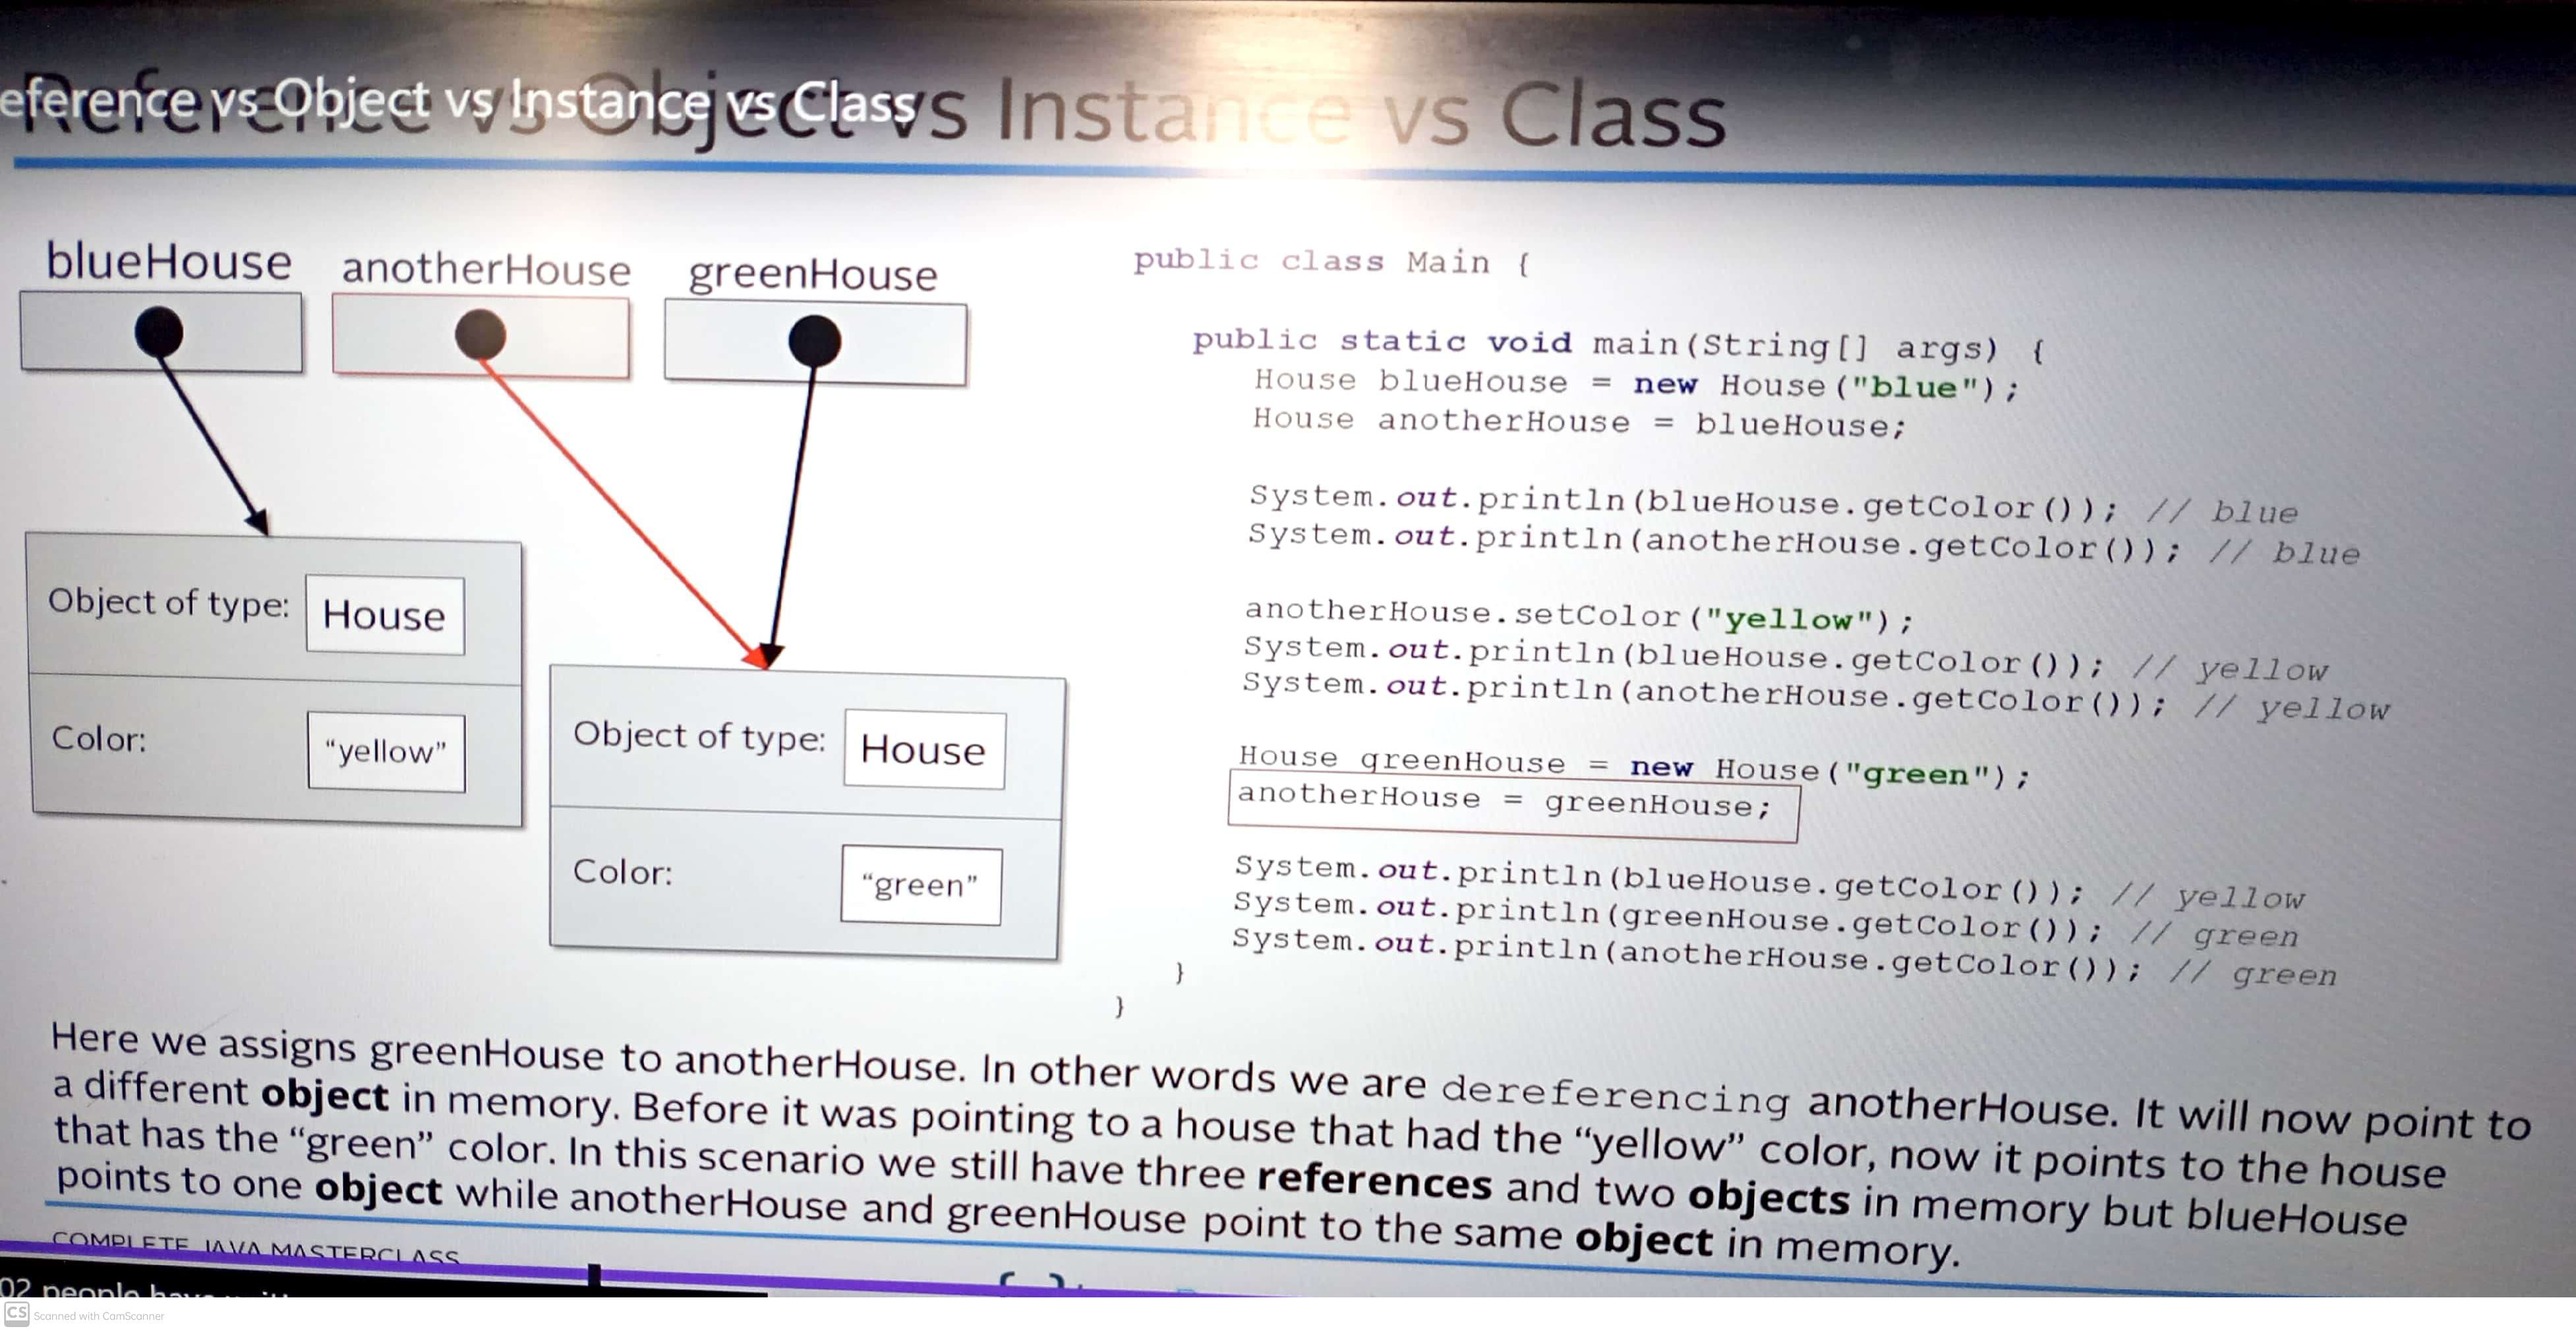 eference vs Object vs Instance vs Class
Reference vs Object vs Instance vs Class
blueHouse
anotherHouse
greenHouse
Object of type:
House
Color:
"yellow"
Object of type:
House
Color:
"green"
public class Main {
public static void main(String[] args) {
House blueHouse = new House("blue");
House anotherHouse = blueHouse;
System.out.println(blueHouse.getColor()); // blue
System.out.println(anotherHouse.getColor()); // blue
anotherHouse.setColor("yellow");
System.out.println(blueHouse.getColor()); // yellow
System.out.println(anotherHouse.getColor()); // yellow
House greenHouse = new House("green");
anotherHouse = greenHouse;
System.out.println(blueHouse.getColor()); // yellow
System.out.println(greenHouse.getColor()); // green
System.out.println(anotherHouse.getColor()); // green
}
}
Here we assigns greenHouse to anotherHouse. In other words we are dereferencing anotherHouse. It will now point to
a different object in memory. Before it was pointing to a house that had the “yellow” color, now it points to the house
that has the “green” color. In this scenario we still have three references and two objects in memory but blueHouse
points to one object while anotherHouse and greenHouse point to the same object in memory.
COMPLETE JAVA MASTERCLASS
02 people
CS Scanned with CamScanner